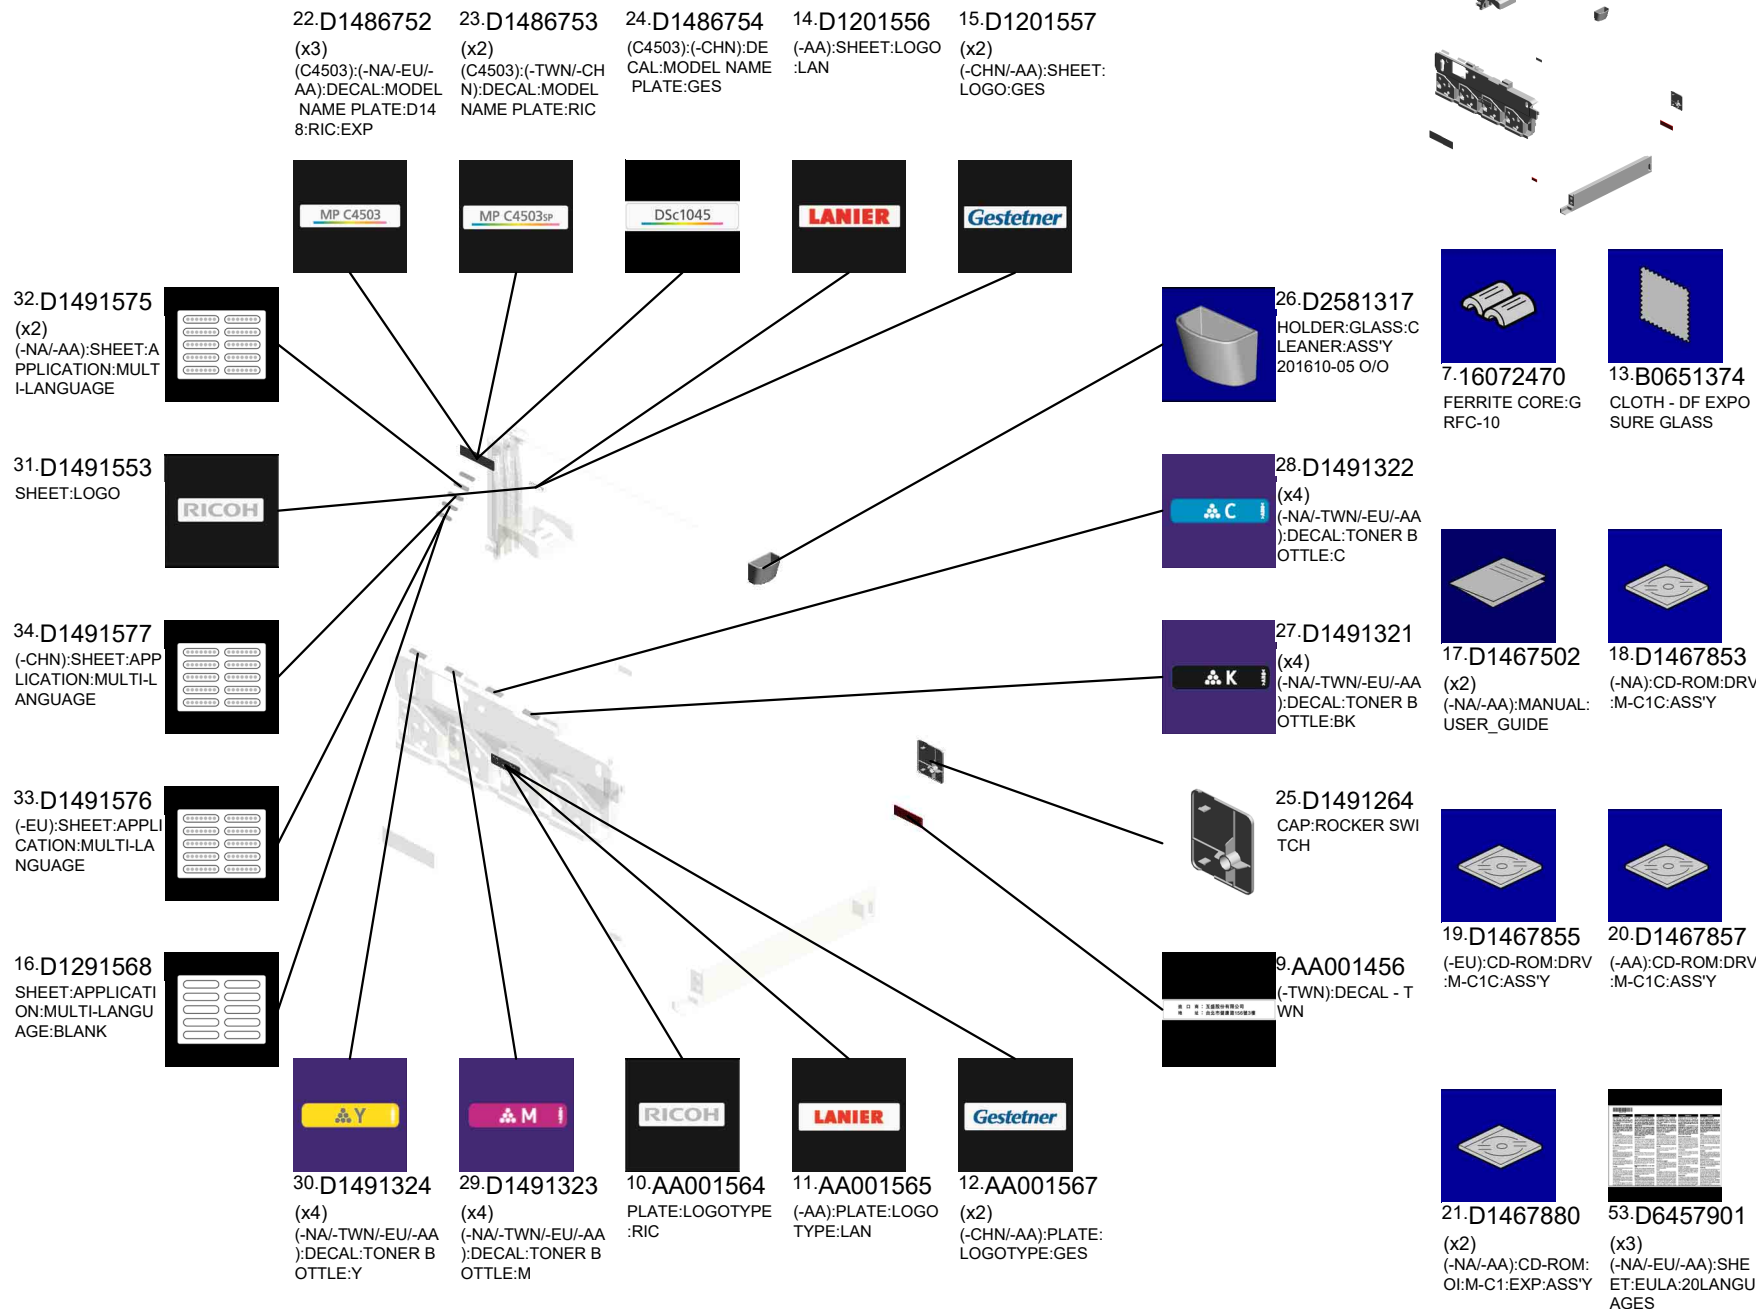 22.D1486752
(x3)
(C4503):(-NA/-EU/-
AA):DECAL:MODEL
NAME PLATE:D14
8:RIC:EXP
23.D1486753
(x2)
(C4503):(-TWN/-CH
N):DECAL:MODEL
NAME PLATE:RIC
24.D1486754
(C4503):(-CHN):DE
CAL:MODEL NAME
PLATE:GES
14.D1201556
(-AA):SHEET:LOGO
:LAN
15.D1201557
(x2)
(-CHN/-AA):SHEET:
LOGO:GES
MP C4503
MP C4503SP
DSc1045
LANIER
Gestetner
32.D1491575
(x2)
(-NA/-AA):SHEET:A
PPLICATION:MULT
I-LANGUAGE
31.D1491553
SHEET:LOGO
RICOH
34.D1491577
(-CHN):SHEET:APP
LICATION:MULTI-L
ANGUAGE
33.D1491576
(-EU):SHEET:APPLI
CATION:MULTI-LA
NGUAGE
16.D1291568
SHEET:APPLICATI
ON:MULTI-LANGU
AGE:BLANK
26.D2581317
HOLDER:GLASS:C
LEANER:ASS'Y
201610-05 O/O
28.D1491322
(x4)
(-NA/-TWN/-EU/-AA
):DECAL:TONER B
OTTLE:C
C
27.D1491321
(x4)
(-NA/-TWN/-EU/-AA
):DECAL:TONER B
OTTLE:BK
K
25.D1491264
CAP:ROCKER SWI
TCH
9.AA001456
(-TWN):DECAL - T
WN
7.16072470
FERRITE CORE:G
RFC-10
13.B0651374
CLOTH - DF EXPO
SURE GLASS
17.D1467502
(x2)
(-NA/-AA):MANUAL:
USER_GUIDE
18.D1467853
(-NA):CD-ROM:DRV
:M-C1C:ASS'Y
19.D1467855
(-EU):CD-ROM:DRV
:M-C1C:ASS'Y
20.D1467857
(-AA):CD-ROM:DRV
:M-C1C:ASS'Y
21.D1467880
(x2)
(-NA/-AA):CD-ROM:
OI:M-C1:EXP:ASS'Y
53.D6457901
(x3)
(-NA/-EU/-AA):SHE
ET:EULA:20LANGU
AGES
Y
M
RICOH
LANIER
Gestetner
30.D1491324
(x4)
(-NA/-TWN/-EU/-AA
):DECAL:TONER B
OTTLE:Y
29.D1491323
(x4)
(-NA/-TWN/-EU/-AA
):DECAL:TONER B
OTTLE:M
10.AA001564
PLATE:LOGOTYPE
:RIC
11.AA001565
(-AA):PLATE:LOGO
TYPE:LAN
12.AA001567
(x2)
(-CHN/-AA):PLATE:
LOGOTYPE:GES